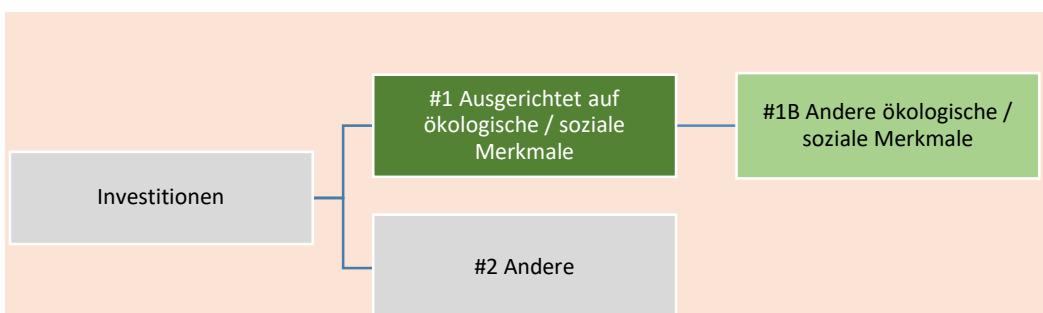 #1 Ausgerichtet auf
ökologische / soziale
Merkmale
#1B Andere ökologische /
soziale Merkmale
Investitionen
#2 Andere